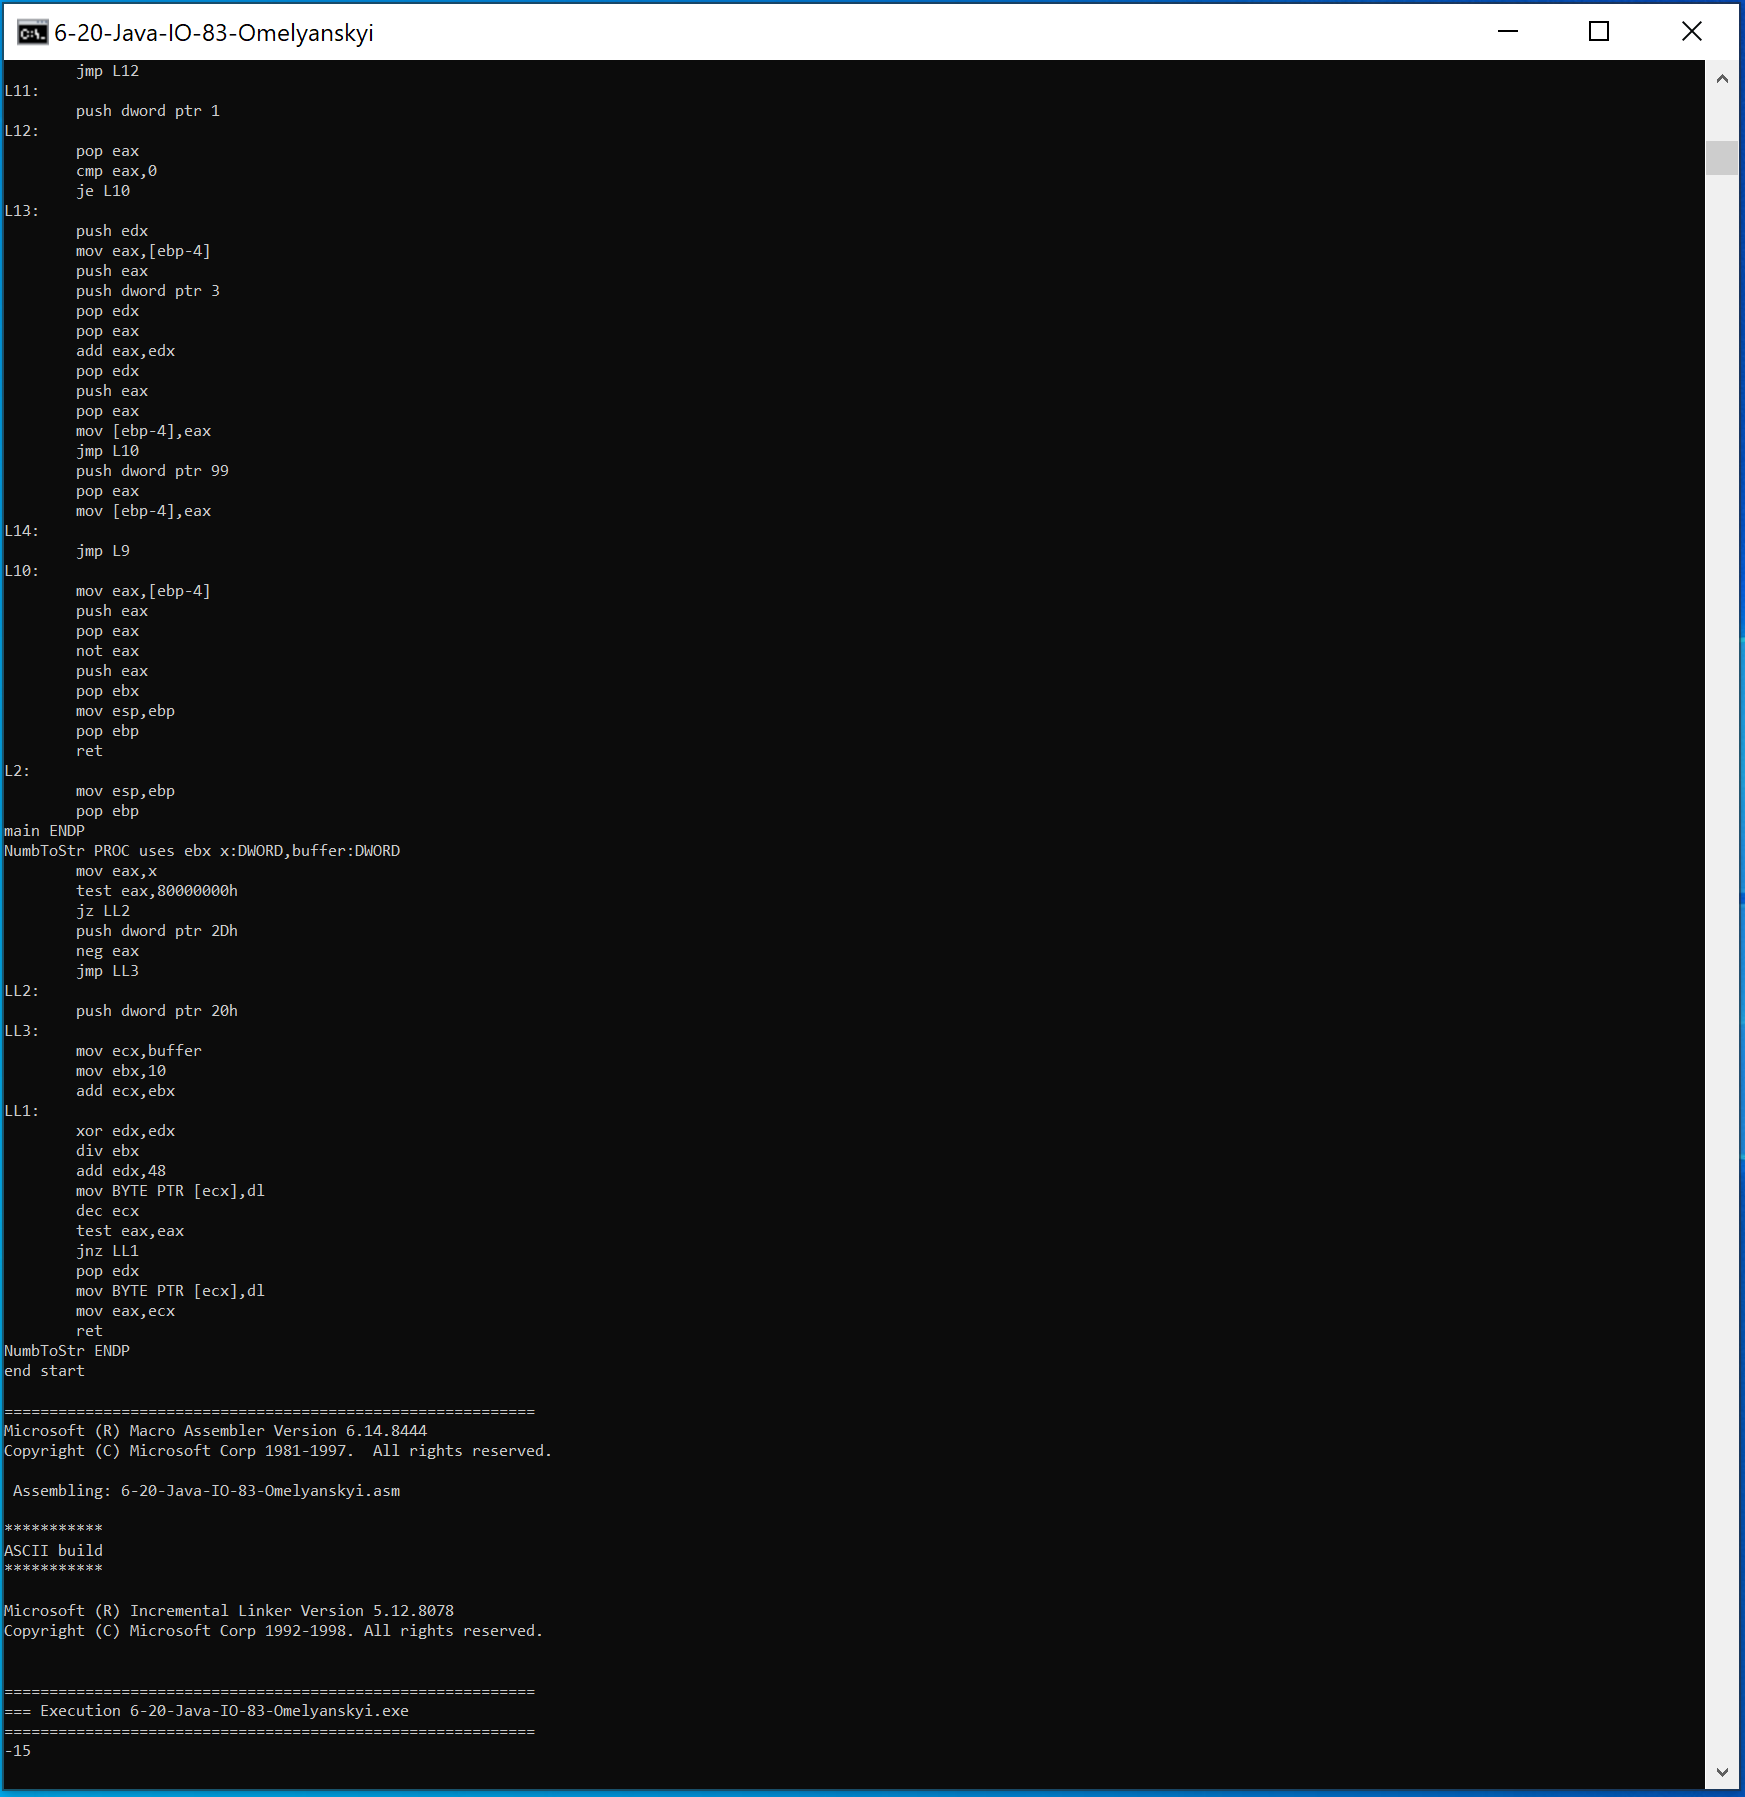 6-20-Java-IO-83-Omelyanskyi
        jmp L12
L11:
        push dword ptr 1
L12:
        pop eax
        cmp eax,0
        je L10
L13:
        push edx
        mov eax,[ebp-4]
        push eax
        push dword ptr 3
        pop edx
        pop eax
        add eax,edx
        pop edx
        push eax
        pop eax
        mov [ebp-4],eax
        jmp L10
        push dword ptr 99
        pop eax
        mov [ebp-4],eax
L14:
        jmp L9
L10:
        mov eax,[ebp-4]
        push eax
        pop eax
        not eax
        push eax
        pop ebx
        mov esp,ebp
        pop ebp
        ret
L2:
        mov esp,ebp
        pop ebp
main ENDP
NumbToStr PROC uses ebx x:DWORD,buffer:DWORD
        mov eax,x
        test eax,80000000h
        jz LL2
        push dword ptr 2Dh
        neg eax
        jmp LL3
LL2:
        push dword ptr 20h
LL3:
        mov ecx,buffer
        mov ebx,10
        add ecx,ebx
LL1:
        xor edx,edx
        div ebx
        add edx,48
        mov BYTE PTR [ecx],dl
        dec ecx
        test eax,eax
        jnz LL1
        pop edx
        mov BYTE PTR [ecx],dl
        mov eax,ecx
        ret
NumbToStr ENDP
end start
===========================================================
Microsoft (R) Macro Assembler Version 6.14.8444
Copyright (C) Microsoft Corp 1981-1997.  All rights reserved.
 Assembling: 6-20-Java-IO-83-Omelyanskyi.asm
***********
ASCII build
***********
Microsoft (R) Incremental Linker Version 5.12.8078
Copyright (C) Microsoft Corp 1992-1998. All rights reserved.
===========================================================
=== Execution 6-20-Java-IO-83-Omelyanskyi.exe
===========================================================
-15